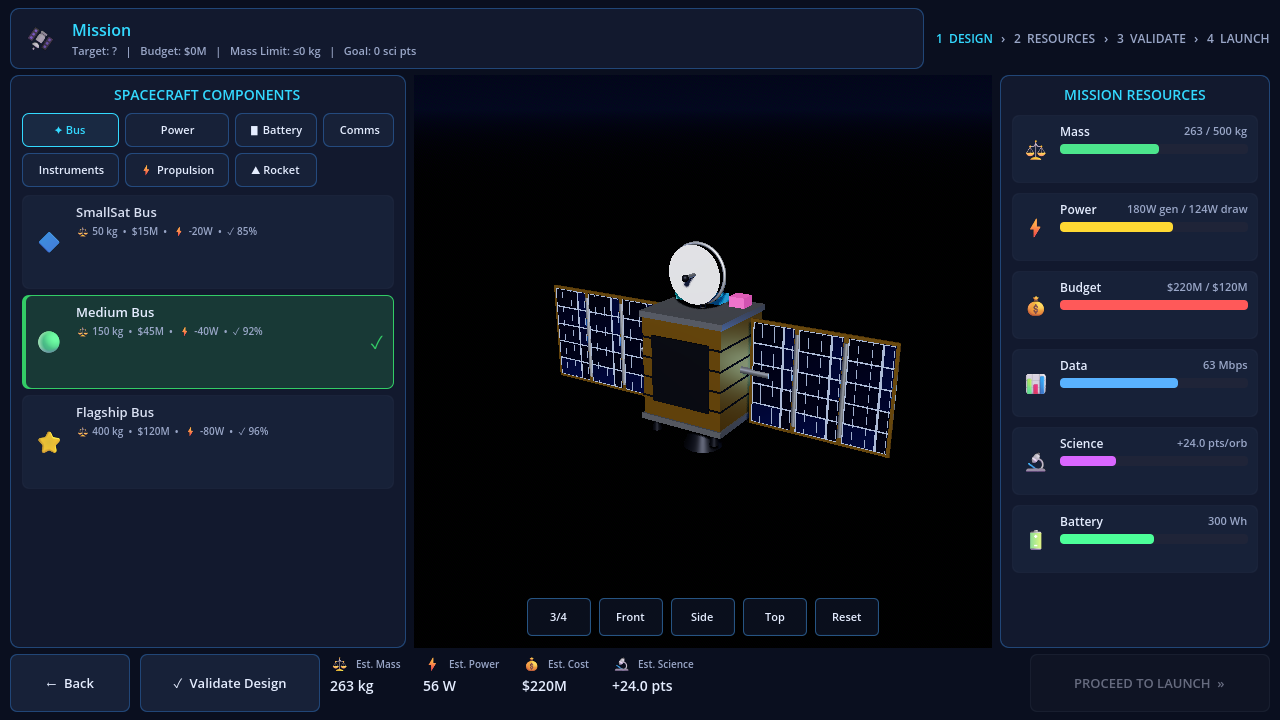 Mission
Target: ? | Budget: $0M | Mass Limit: ≤0 kg | Goal: 0 sci pts
1 DESIGN › 2 RESOURCES › 3 VALIDATE › 4 LAUNCH
SPACECRAFT COMPONENTS
✦ Bus
Power
Battery
Comms
Instruments
Propulsion
▲ Rocket
SmallSat Bus
50 kg • $15M • -20W • ✓ 85%
Medium Bus
150 kg • $45M • -40W • ✓ 92%
✓
Flagship Bus
400 kg • $120M • -80W • ✓ 96%
3/4
Front
Side
Top
Reset
MISSION RESOURCES
Mass 263 / 500 kg
Power 180W gen / 124W draw
Budget $220M / $120M
Data 63 Mbps
Science +24.0 pts/orb
Battery 300 Wh
← Back
✓ Validate Design
Est. Mass
263 kg
Est. Power
56 W
Est. Cost
$220M
Est. Science
+24.0 pts
PROCEED TO LAUNCH »